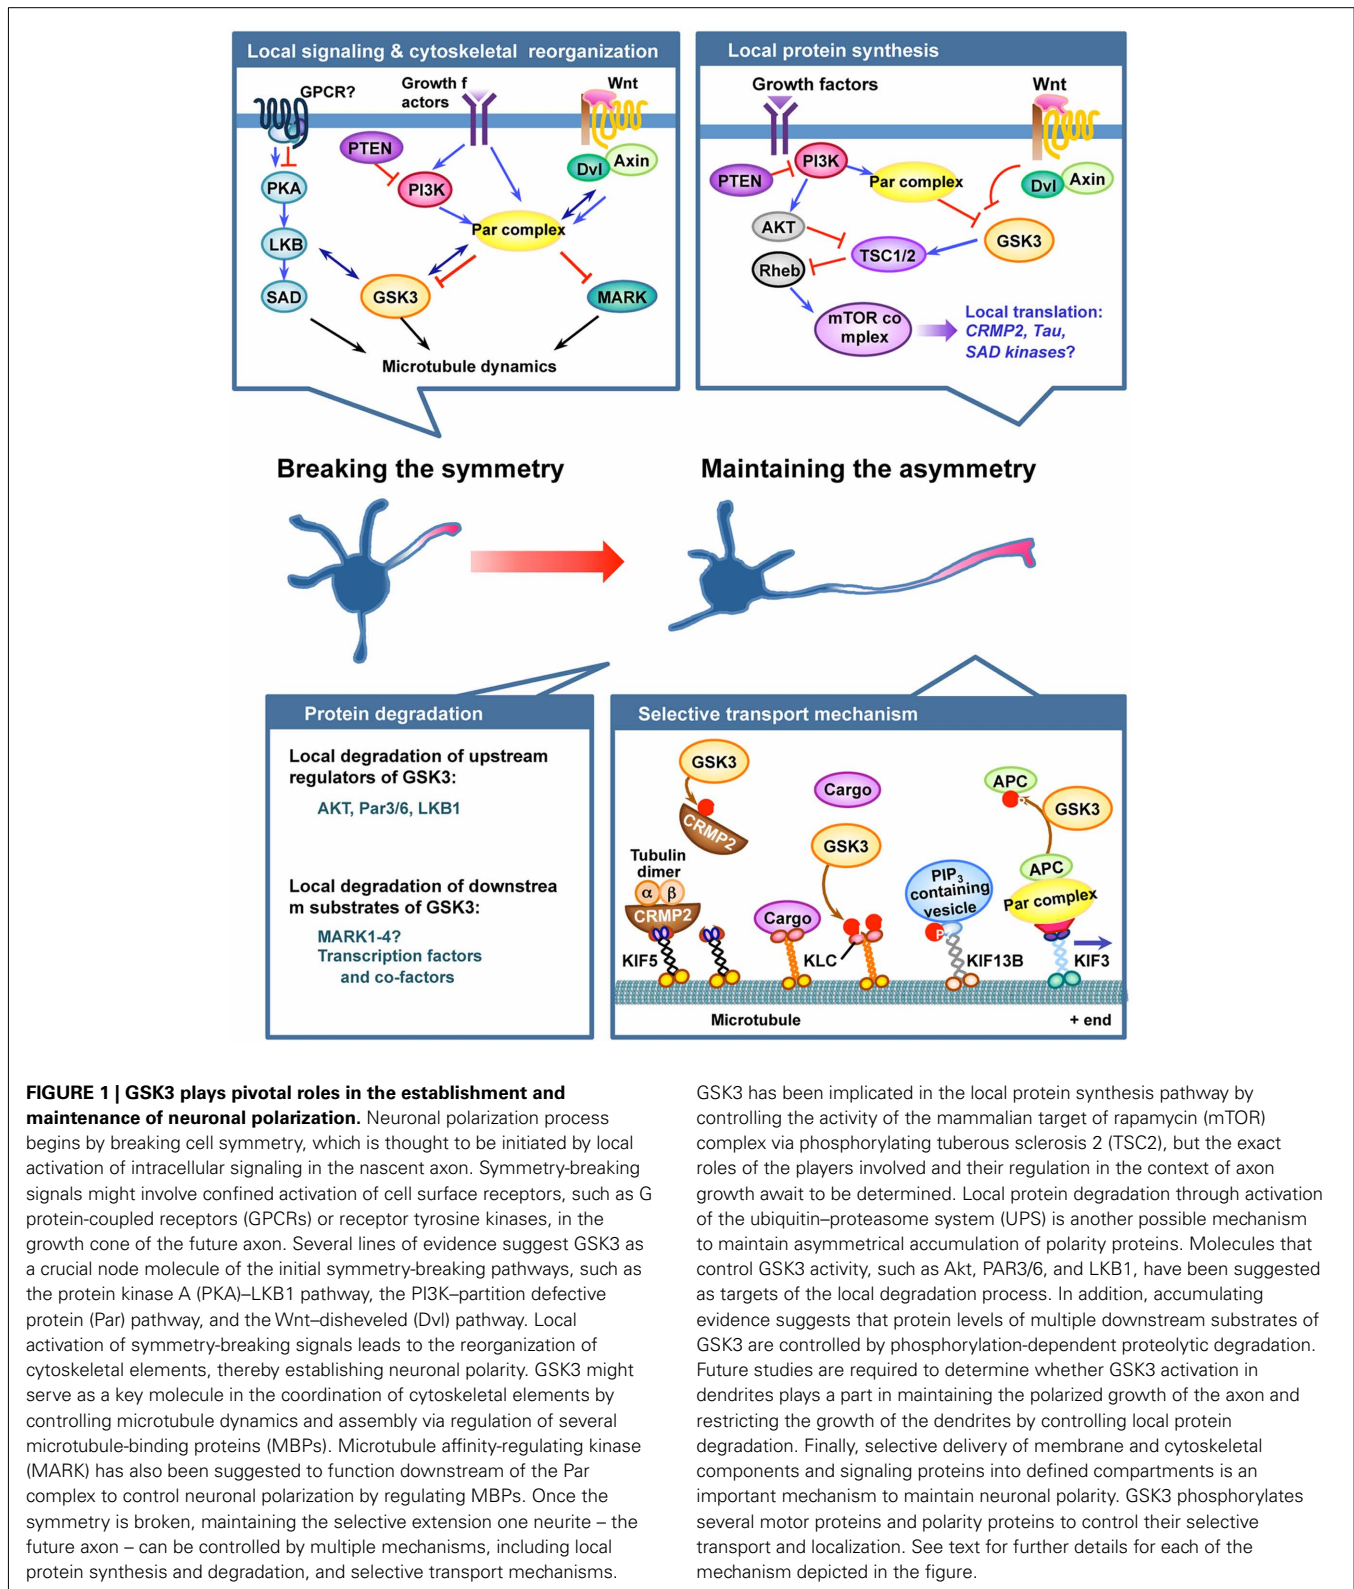 Local signaling & cytoskeletal reorganization
GPCR?
Growth f
actors
Wnt
PTEN
PI3K
Dvl
Axin
PKA
LKB
SAD
Par complex
GSK3
MARK
Microtubule dynamics
Local protein synthesis
Growth factors
Wnt
PTEN
PI3K
Par complex
Dvl
Axin
AKT
TSC1/2
GSK3
Rheb
mTOR co
mplex
Local translation:
CRMP2, Tau,
SAD kinases?
Breaking the symmetry
Maintaining the asymmetry
Protein degradation
Local degradation of upstream
regulators of GSK3:
AKT, Par3/6, LKB1
Local degradation of downstrea
m substrates of GSK3:
MARK1-4?
Transcription factors
and co-factors
Selective transport mechanism
GSK3
CRMP2
Tubulin
dimer
α β
CRMP2
KIF5
Cargo
GSK3
Cargo
KLC
PIP3
containing
vesicle
P
KIF13B
APC
GSK3
APC
Par complex
KIF3
Microtubule
+ end
FIGURE 1 | GSK3 plays pivotal roles in the establishment and
maintenance of neuronal polarization. Neuronal polarization process
begins by breaking cell symmetry, which is thought to be initiated by local
activation of intracellular signaling in the nascent axon. Symmetry-breaking
signals might involve confined activation of cell surface receptors, such as G
protein-coupled receptors (GPCRs) or receptor tyrosine kinases, in the
growth cone of the future axon. Several lines of evidence suggest GSK3 as
a crucial node molecule of the initial symmetry-breaking pathways, such as
the protein kinase A (PKA)–LKB1 pathway, the PI3K–partition defective
protein (Par) pathway, and the Wnt–disheveled (Dvl) pathway. Local
activation of symmetry-breaking signals leads to the reorganization of
cytoskeletal elements, thereby establishing neuronal polarity. GSK3 might
serve as a key molecule in the coordination of cytoskeletal elements by
controlling microtubule dynamics and assembly via regulation of several
microtubule-binding proteins (MBPs). Microtubule affinity-regulating kinase
(MARK) has also been suggested to function downstream of the Par
complex to control neuronal polarization by regulating MBPs. Once the
symmetry is broken, maintaining the selective extension one neurite – the
future axon – can be controlled by multiple mechanisms, including local
protein synthesis and degradation, and selective transport mechanisms.
GSK3 has been implicated in the local protein synthesis pathway by
controlling the activity of the mammalian target of rapamycin (mTOR)
complex via phosphorylating tuberous sclerosis 2 (TSC2), but the exact
roles of the players involved and their regulation in the context of axon
growth await to be determined. Local protein degradation through activation
of the ubiquitin–proteasome system (UPS) is another possible mechanism
to maintain asymmetrical accumulation of polarity proteins. Molecules that
control GSK3 activity, such as Akt, PAR3/6, and LKB1, have been suggested
as targets of the local degradation process. In addition, accumulating
evidence suggests that protein levels of multiple downstream substrates of
GSK3 are controlled by phosphorylation-dependent proteolytic degradation.
Future studies are required to determine whether GSK3 activation in
dendrites plays a part in maintaining the polarized growth of the axon and
restricting the growth of the dendrites by controlling local protein
degradation. Finally, selective delivery of membrane and cytoskeletal
components and signaling proteins into defined compartments is an
important mechanism to maintain neuronal polarity. GSK3 phosphorylates
several motor proteins and polarity proteins to control their selective
transport and localization. See text for further details for each of the
mechanism depicted in the figure.